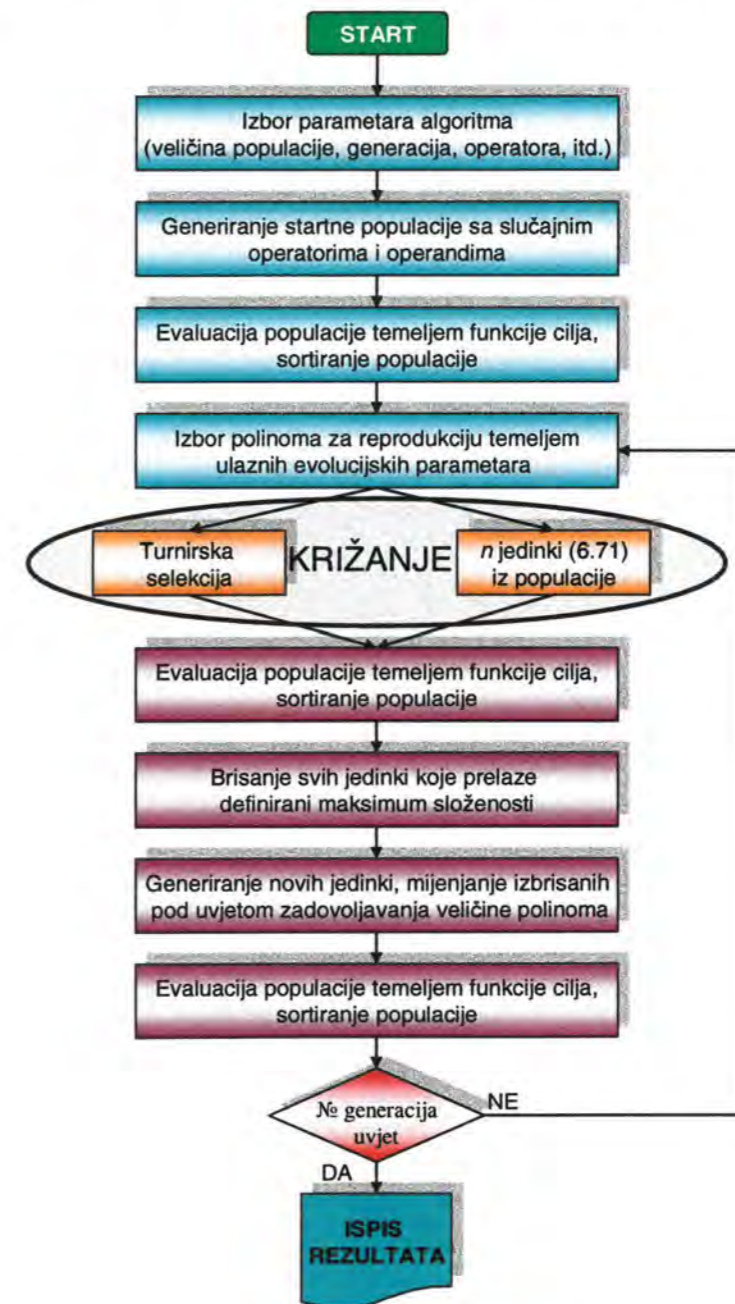 START
Izbor parametara algoritma
(veličina populacije, generacija, operatora, itd.)
Generiranje startne populacije sa slučajnim
operatorima i operandima
Evaluacija populacije temeljem funkcije cilja,
sortiranje populacije
Izbor polinoma za reprodukciju temeljem
ulaznih evolucijskih parametara
Turnirska
selekcija
KRIŽANJE
n jedinki (6.71)
iz populacije
Evaluacija populacije temeljem funkcije cilja,
sortiranje populacije
Brisanje svih jedinki koje prelaze
definirani maksimum složenosti
Generiranje novih jedinki, mijenjanje izbrisanih
pod uvjetom zadovoljavanja veličine polinoma
Evaluacija populacije temeljem funkcije cilja,
sortiranje populacije
№ generacija
uvjet
NE
DA
ISPIS
REZULTATA